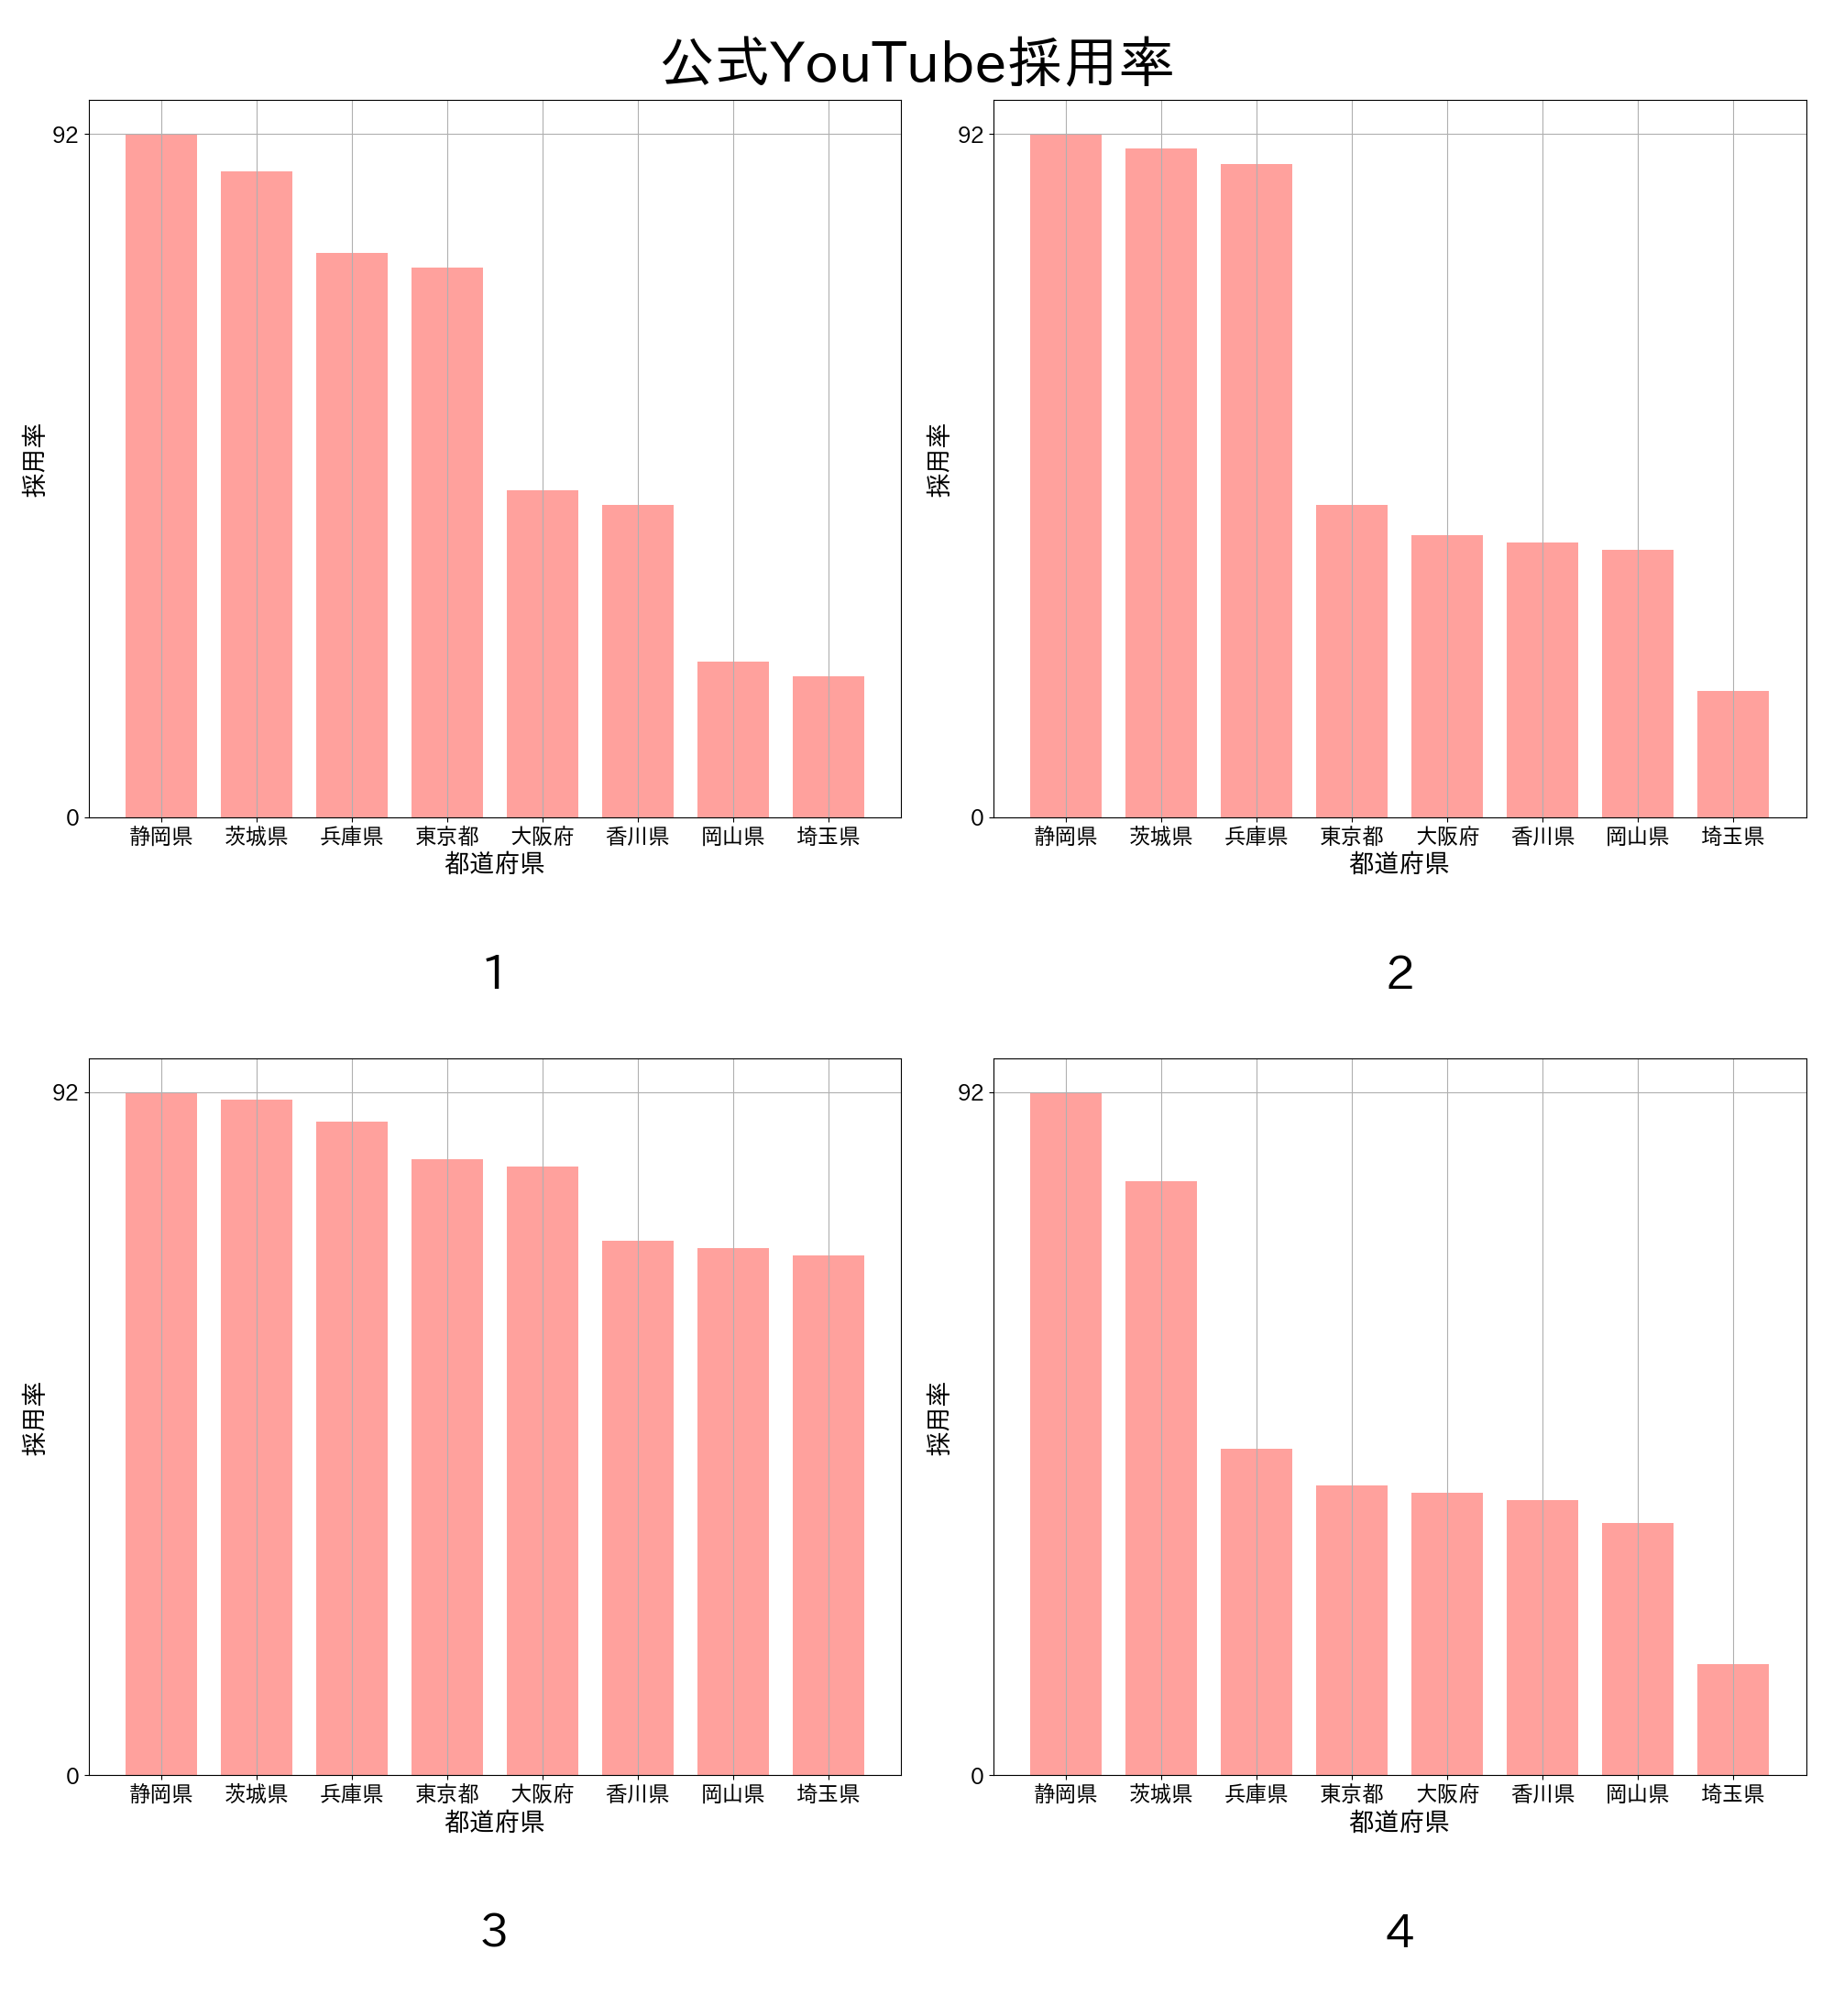 公式YouTube採用率
92
0
採用率
静岡県 茨城県 兵庫県 東京都 大阪府 香川県 岡山県 埼玉県
都道府県
1
92
0
採用率
静岡県 茨城県 兵庫県 東京都 大阪府 香川県 岡山県 埼玉県
都道府県
2
92
0
採用率
静岡県 茨城県 兵庫県 東京都 大阪府 香川県 岡山県 埼玉県
都道府県
3
92
0
採用率
静岡県 茨城県 兵庫県 東京都 大阪府 香川県 岡山県 埼玉県
都道府県
4